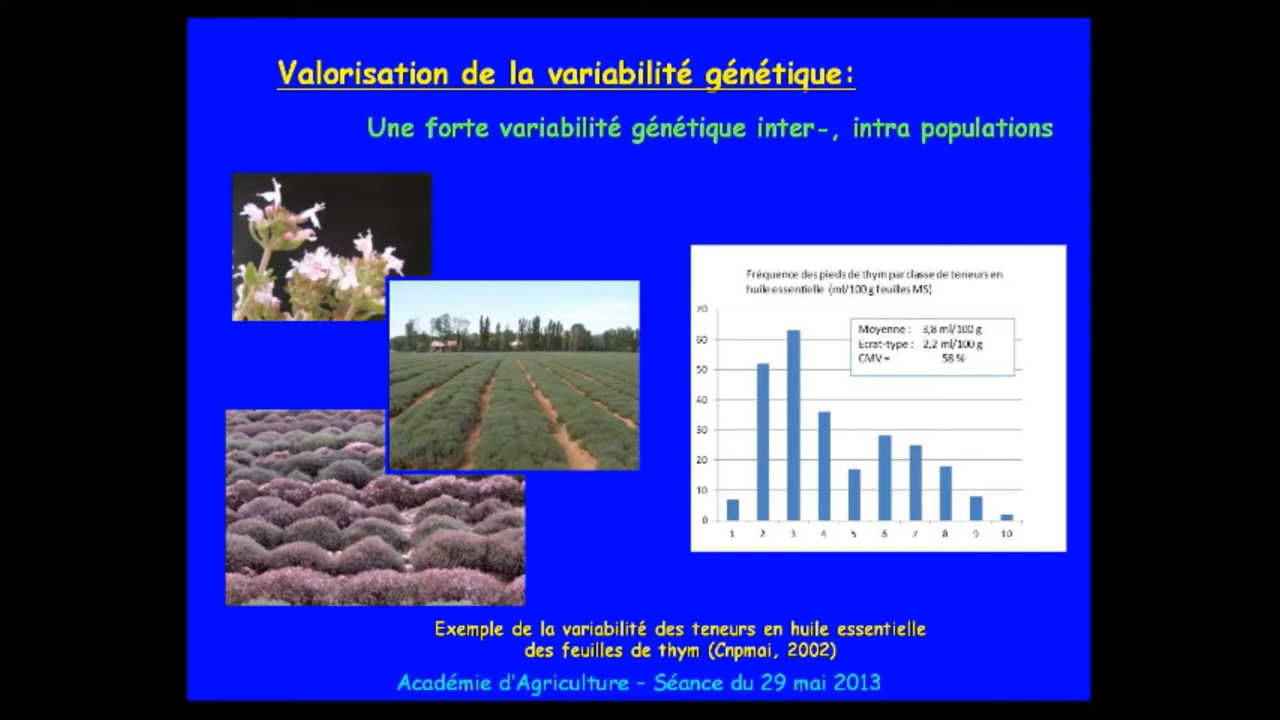 Valorisation de la variabilité génétique:
Une forte variabilité génétique inter-, intra populations
Fréquence des pieds de thym par classe de teneurs en
huile essentielle (ml/100 g feuilles MS)
70
60
50
40
30
20
10
0
Moyenne : 3,8 ml/100 g
Ecrat-type : 2,2 ml/100 g
CMV = 58 %
1 2 3 4 5 6 7 8 9 10
Exemple de la variabilité des teneurs en huile essentielle
des feuilles de thym (Cnpmai, 2002)
Académie d'Agriculture - Séance du 29 mai 2013